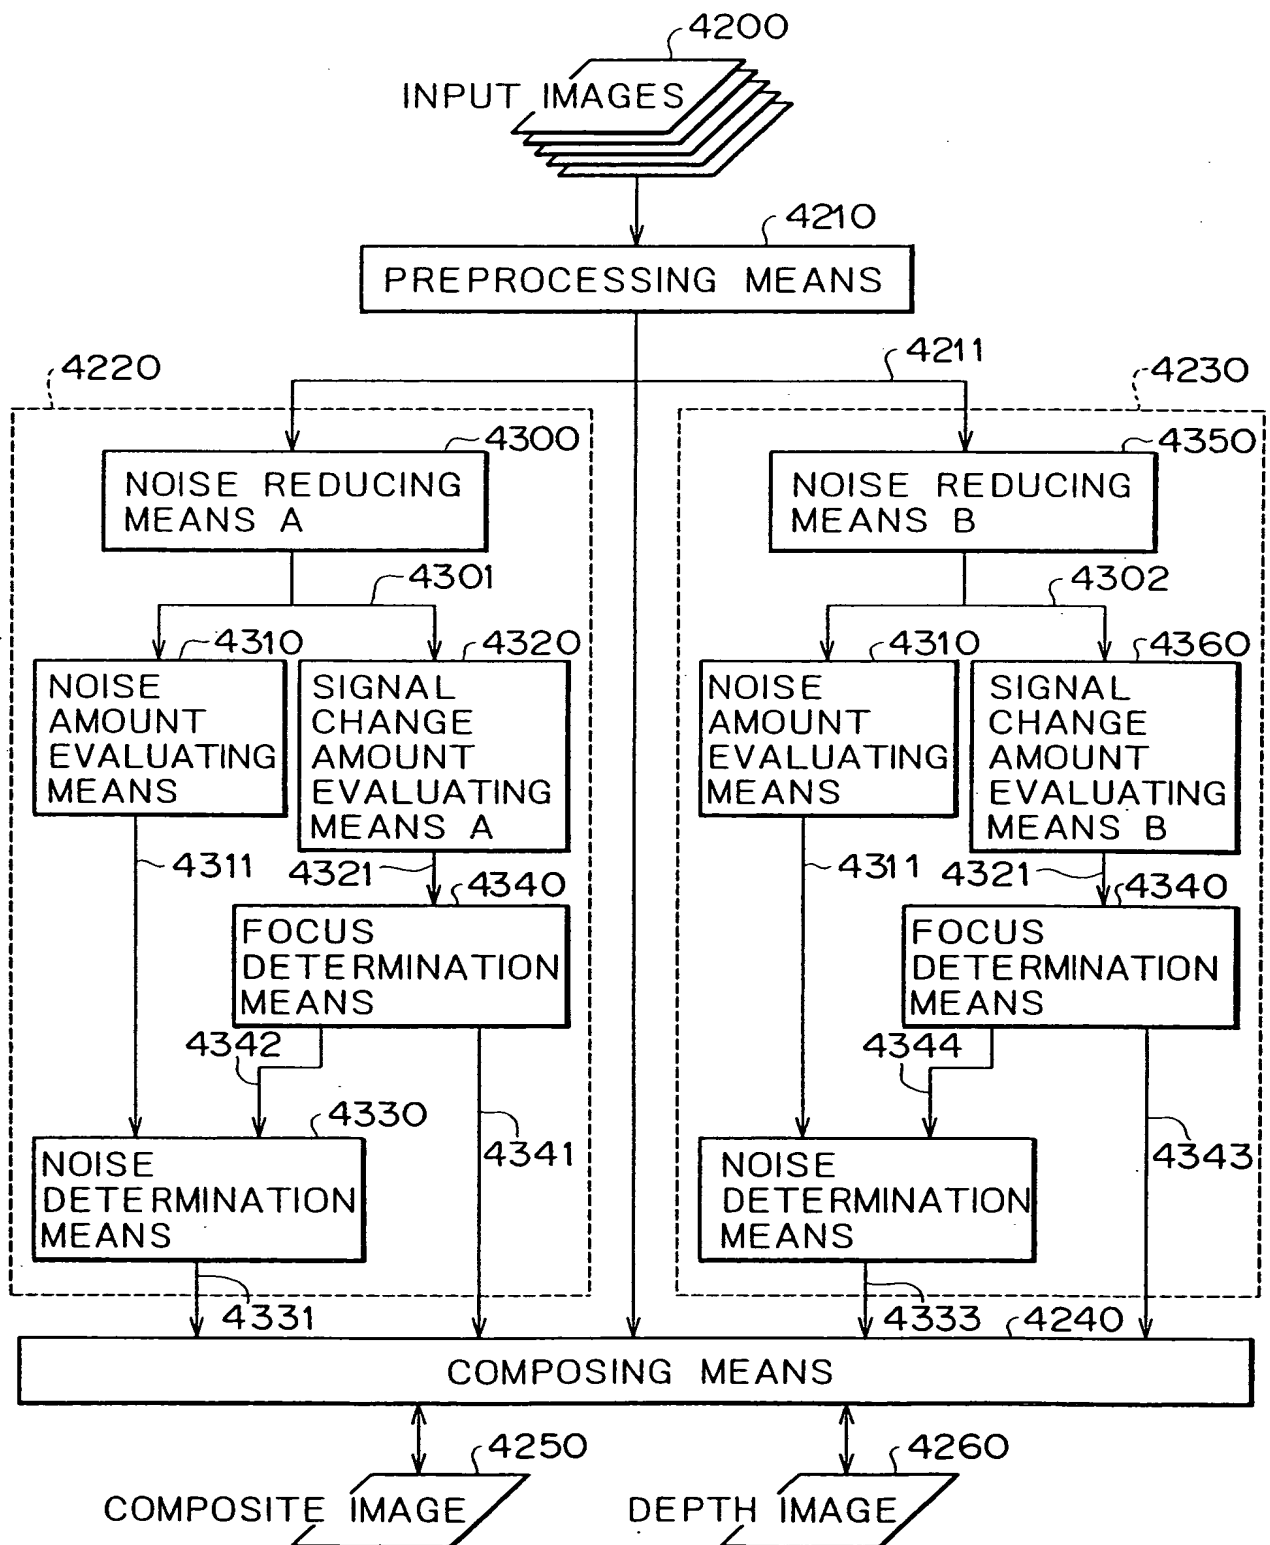 4200
INPUT IMAGES
4210
PREPROCESSING MEANS
4211
4220
4230
4300
NOISE REDUCING
MEANS A
4350
NOISE REDUCING
MEANS B
4301
4302
4310
NOISE
AMOUNT
EVALUATING
MEANS
4320
SIGNAL
CHANGE
AMOUNT
EVALUATING
MEANS A
4310
NOISE
AMOUNT
EVALUATING
MEANS
4360
SIGNAL
CHANGE
AMOUNT
EVALUATING
MEANS B
4311
4321
4340
FOCUS
DETERMINATION
MEANS
4311
4321
4340
FOCUS
DETERMINATION
MEANS
4342
4344
4330
NOISE
DETERMINATION
MEANS
4341
NOISE
DETERMINATION
MEANS
4343
4331
4333
4240
COMPOSING MEANS
4250
COMPOSITE IMAGE
4260
DEPTH IMAGE